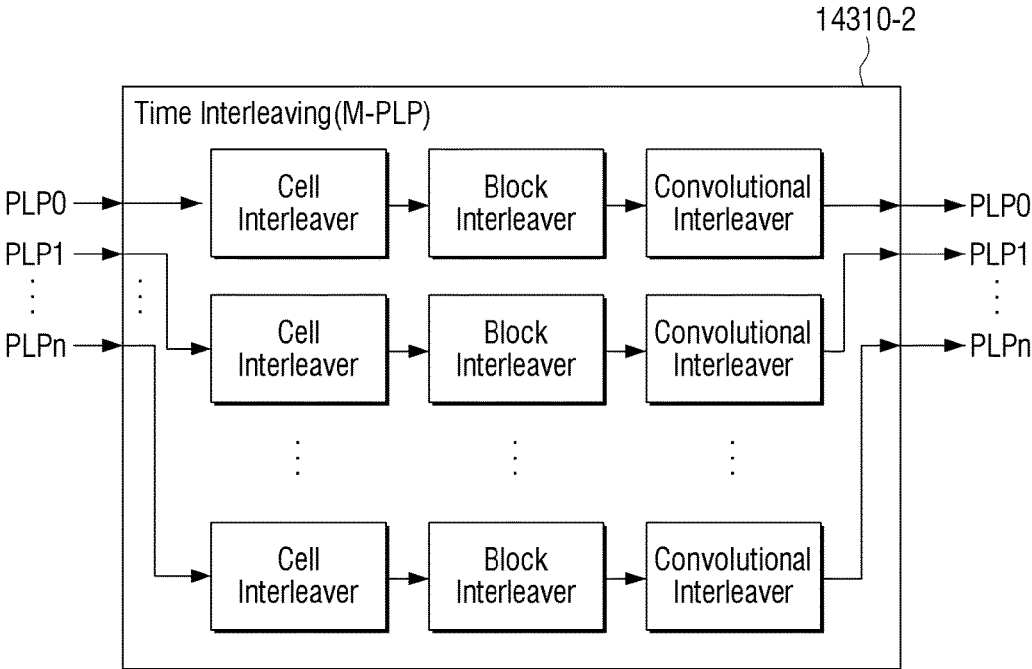 14310-2
Time Interleaving(M-PLP)
PLP0
Cell
Interleaver
Block
Interleaver
Convolutional
Interleaver
PLP0
PLP1
PLP1
PLPn
Cell
Interleaver
Block
Interleaver
Convolutional
Interleaver
PLPn
Cell
Interleaver
Block
Interleaver
Convolutional
Interleaver